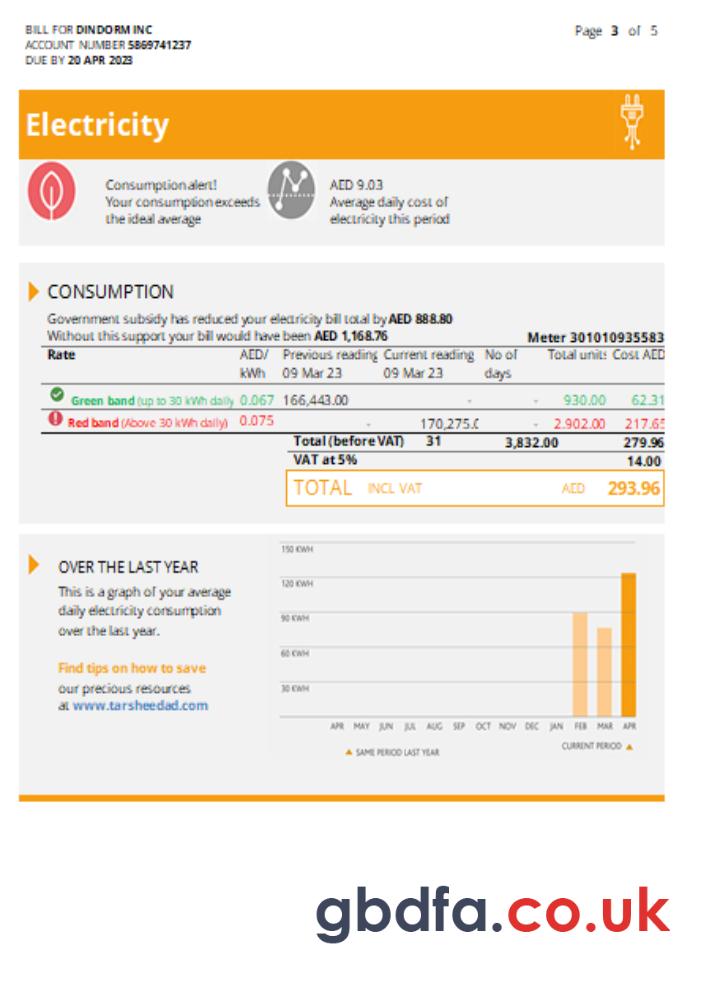 BILL FOR DINDORM INC
ACCOUNT NUMBER 5869741237
DUE BY 20 APR 2023
Page 3 of 5
Electricity
Consumption alert!
Your consumption exceeds
the ideal average
AED 9.03
Average daily cost of
electricity this period
CONSUMPTION
Government subsidy has reduced your electricity bill total by AED 888.80
Without this support your bill would have been AED 1,168.76
Meter 301010935583
Rate AED/ Previous reading Current reading No of Total units Cost AED
kWh 09 Mar 23 09 Mar 23 days
Green band (up to 30 kWh daily 0.067 166,443.00 - - 930.00 62.31
Red band (Above 30 kWh daily) 0.075 - 170,275.0 - 2.902.00 217.65
Total (before VAT) 31 3,832.00 279.96
VAT at 5% 14.00
TOTAL INCL VAT AED 293.96
OVER THE LAST YEAR
This is a graph of your average
daily electricity consumption
over the last year.
Find tips on how to save
our precious resources
at www.tarsheedad.com
150 KWH
120 KWH
90 KWH
60 KWH
30 KWH
APR MAY JUN JUL AUG SEP OCT NOV DEC JAN FEB MAR APR
▲ SAME PERIOD LAST YEAR
CURRENT PERIOD ▲
gbdfa.co.uk